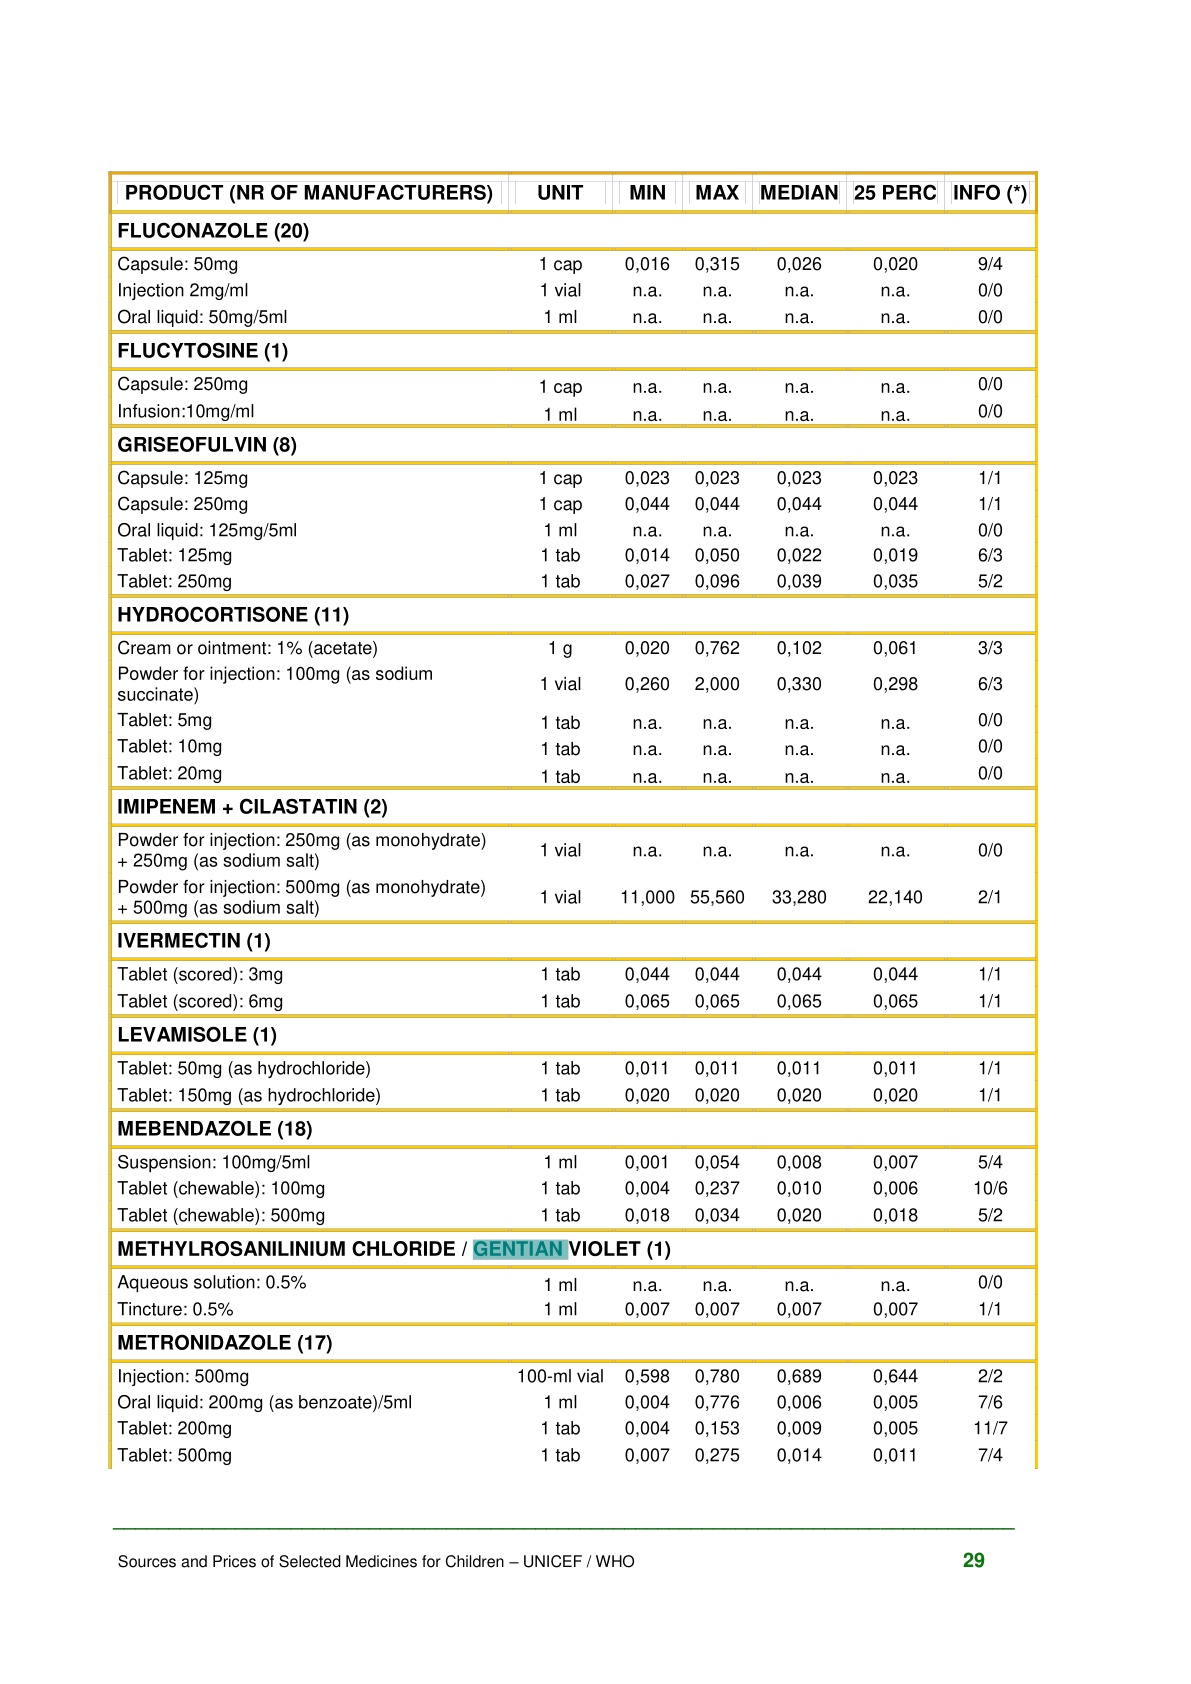 PRODUCT (NR OF MANUFACTURERS) UNIT MIN MAX MEDIAN 25 PERC INFO (*)
FLUCONAZOLE (20)
Capsule: 50mg 1 cap 0,016 0,315 0,026 0,020 9/4
Injection 2mg/ml 1 vial n.a. n.a. n.a. n.a. 0/0
Oral liquid: 50mg/5ml 1 ml n.a. n.a. n.a. n.a. 0/0
FLUCYTOSINE (1)
Capsule: 250mg 1 cap n.a. n.a. n.a. n.a. 0/0
Infusion:10mg/ml 1 ml n.a. n.a. n.a. n.a. 0/0
GRISEOFULVIN (8)
Capsule: 125mg 1 cap 0,023 0,023 0,023 0,023 1/1
Capsule: 250mg 1 cap 0,044 0,044 0,044 0,044 1/1
Oral liquid: 125mg/5ml 1 ml n.a. n.a. n.a. n.a. 0/0
Tablet: 125mg 1 tab 0,014 0,050 0,022 0,019 6/3
Tablet: 250mg 1 tab 0,027 0,096 0,039 0,035 5/2
HYDROCORTISONE (11)
Cream or ointment: 1% (acetate) 1 g 0,020 0,762 0,102 0,061 3/3
Powder for injection: 100mg (as sodium
succinate) 1 vial 0,260 2,000 0,330 0,298 6/3
Tablet: 5mg 1 tab n.a. n.a. n.a. n.a. 0/0
Tablet: 10mg 1 tab n.a. n.a. n.a. n.a. 0/0
Tablet: 20mg 1 tab n.a. n.a. n.a. n.a. 0/0
IMIPENEM + CILASTATIN (2)
Powder for injection: 250mg (as monohydrate)
+ 250mg (as sodium salt) 1 vial n.a. n.a. n.a. n.a. 0/0
Powder for injection: 500mg (as monohydrate)
+ 500mg (as sodium salt) 1 vial 11,000 55,560 33,280 22,140 2/1
IVERMECTIN (1)
Tablet (scored): 3mg 1 tab 0,044 0,044 0,044 0,044 1/1
Tablet (scored): 6mg 1 tab 0,065 0,065 0,065 0,065 1/1
LEVAMISOLE (1)
Tablet: 50mg (as hydrochloride) 1 tab 0,011 0,011 0,011 0,011 1/1
Tablet: 150mg (as hydrochloride) 1 tab 0,020 0,020 0,020 0,020 1/1
MEBENDAZOLE (18)
Suspension: 100mg/5ml 1 ml 0,001 0,054 0,008 0,007 5/4
Tablet (chewable): 100mg 1 tab 0,004 0,237 0,010 0,006 10/6
Tablet (chewable): 500mg 1 tab 0,018 0,034 0,020 0,018 5/2
METHYLROSANILINIUM CHLORIDE / GENTIAN VIOLET (1)
Aqueous solution: 0.5% 1 ml n.a. n.a. n.a. n.a. 0/0
Tincture: 0.5% 1 ml 0,007 0,007 0,007 0,007 1/1
METRONIDAZOLE (17)
Injection: 500mg 100-ml vial 0,598 0,780 0,689 0,644 2/2
Oral liquid: 200mg (as benzoate)/5ml 1 ml 0,004 0,776 0,006 0,005 7/6
Tablet: 200mg 1 tab 0,004 0,153 0,009 0,005 11/7
Tablet: 500mg 1 tab 0,007 0,275 0,014 0,011 7/4
Sources and Prices of Selected Medicines for Children – UNICEF / WHO 29